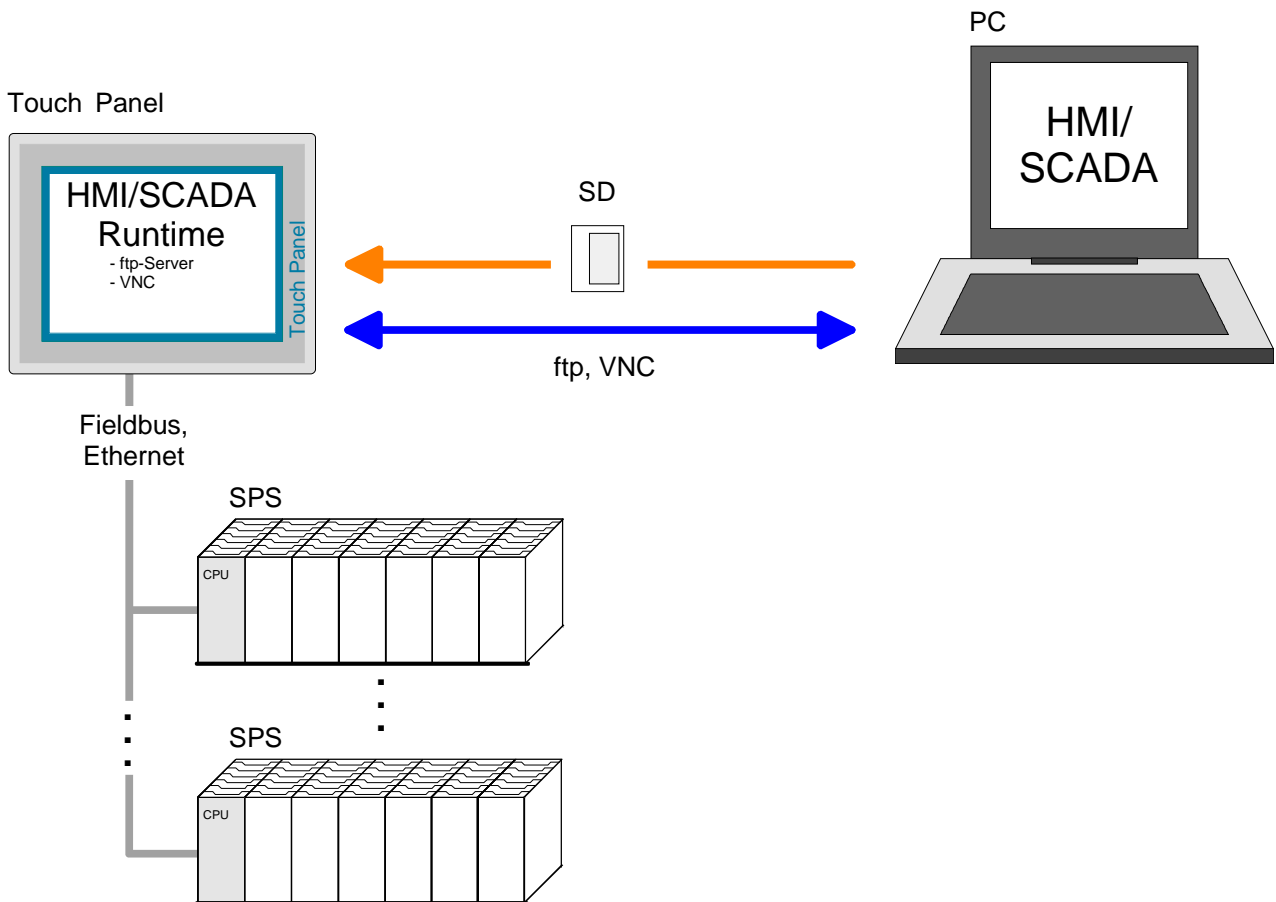 PC
Touch Panel
HMI/
SCADA
HMI/SCADA
Runtime
- ftp-Server
- VNC
Touch Panel
SD
ftp, VNC
Fieldbus,
Ethernet
SPS
CPU
SPS
CPU